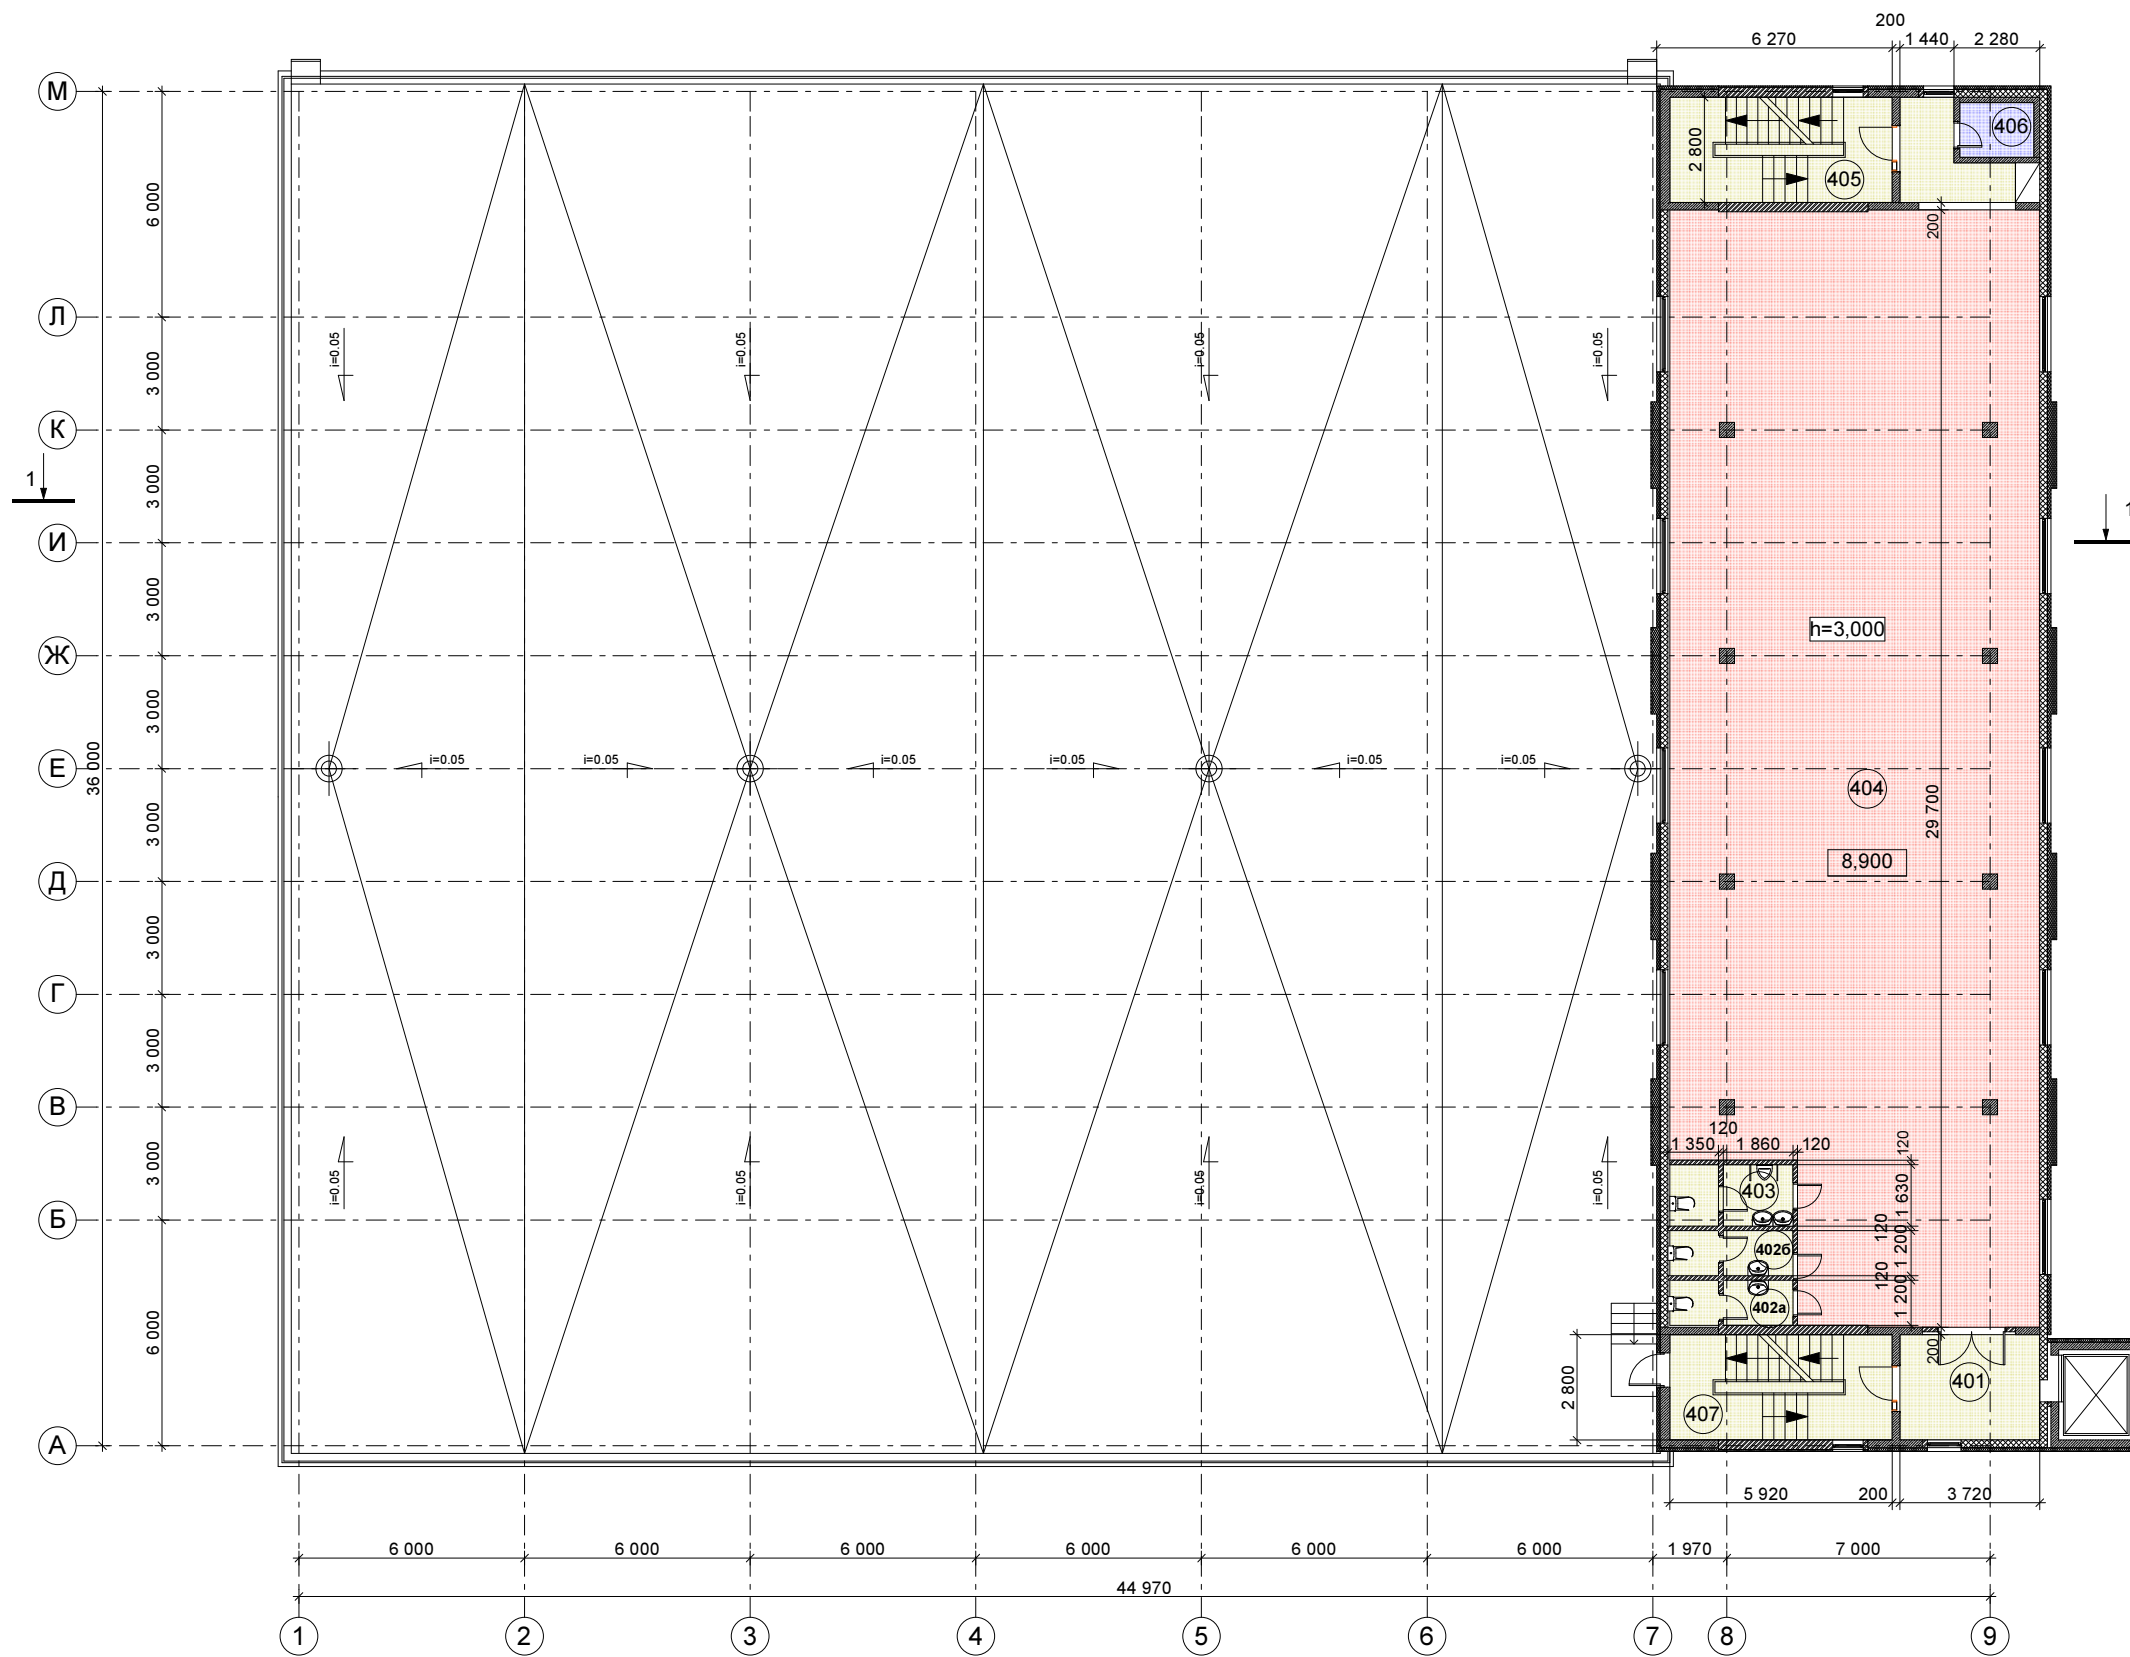 200
6 270
1 440
2 280
М
406
2 800
405
6 000
200
Л
i=0.05
i=0.05
i=0.05
i=0.05
3 000
К
1
3 000
1
И
3 000
h=3,000
Ж
3 000
Е
36 000
i=0.05
i=0.05
i=0.05
i=0.05
i=0.05
i=0.05
404
29 700
3 000
8,900
Д
3 000
Г
3 000
В
120
1 350
1 860
120
120
3 000
i=0.05
i=0.05
i=0.05
i=0.05
403
1 630
Б
120
402б
1 200
120
402а
1 200
6 000
200
2 800
401
407
А
5 920
200
3 720
6 000
6 000
6 000
6 000
6 000
6 000
1 970
7 000
44 970
1
2
3
4
5
6
7
8
9